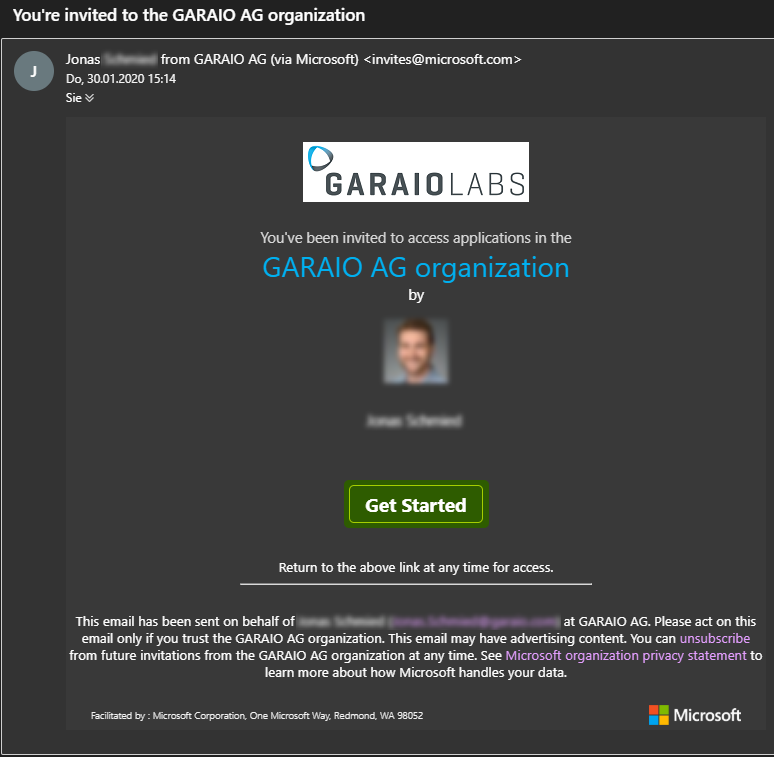 You're invited to the GARAIO AG organization
J
Jonas from GARAIO AG (via Microsoft) <invites@microsoft.com>
Do, 30.01.2020 15:14
Sie
GARAIO LABS
You've been invited to access applications in the
GARAIO AG organization
by
Get Started
Return to the above link at any time for access.
This email has been sent on behalf of at GARAIO AG. Please act on this
email only if you trust the GARAIO AG organization. This email may have advertising content. You can unsubscribe
from future invitations from the GARAIO AG organization at any time. See Microsoft organization privacy statement to
learn more about how Microsoft handles your data.
Facilitated by : Microsoft Corporation, One Microsoft Way, Redmond, WA 98052
Microsoft